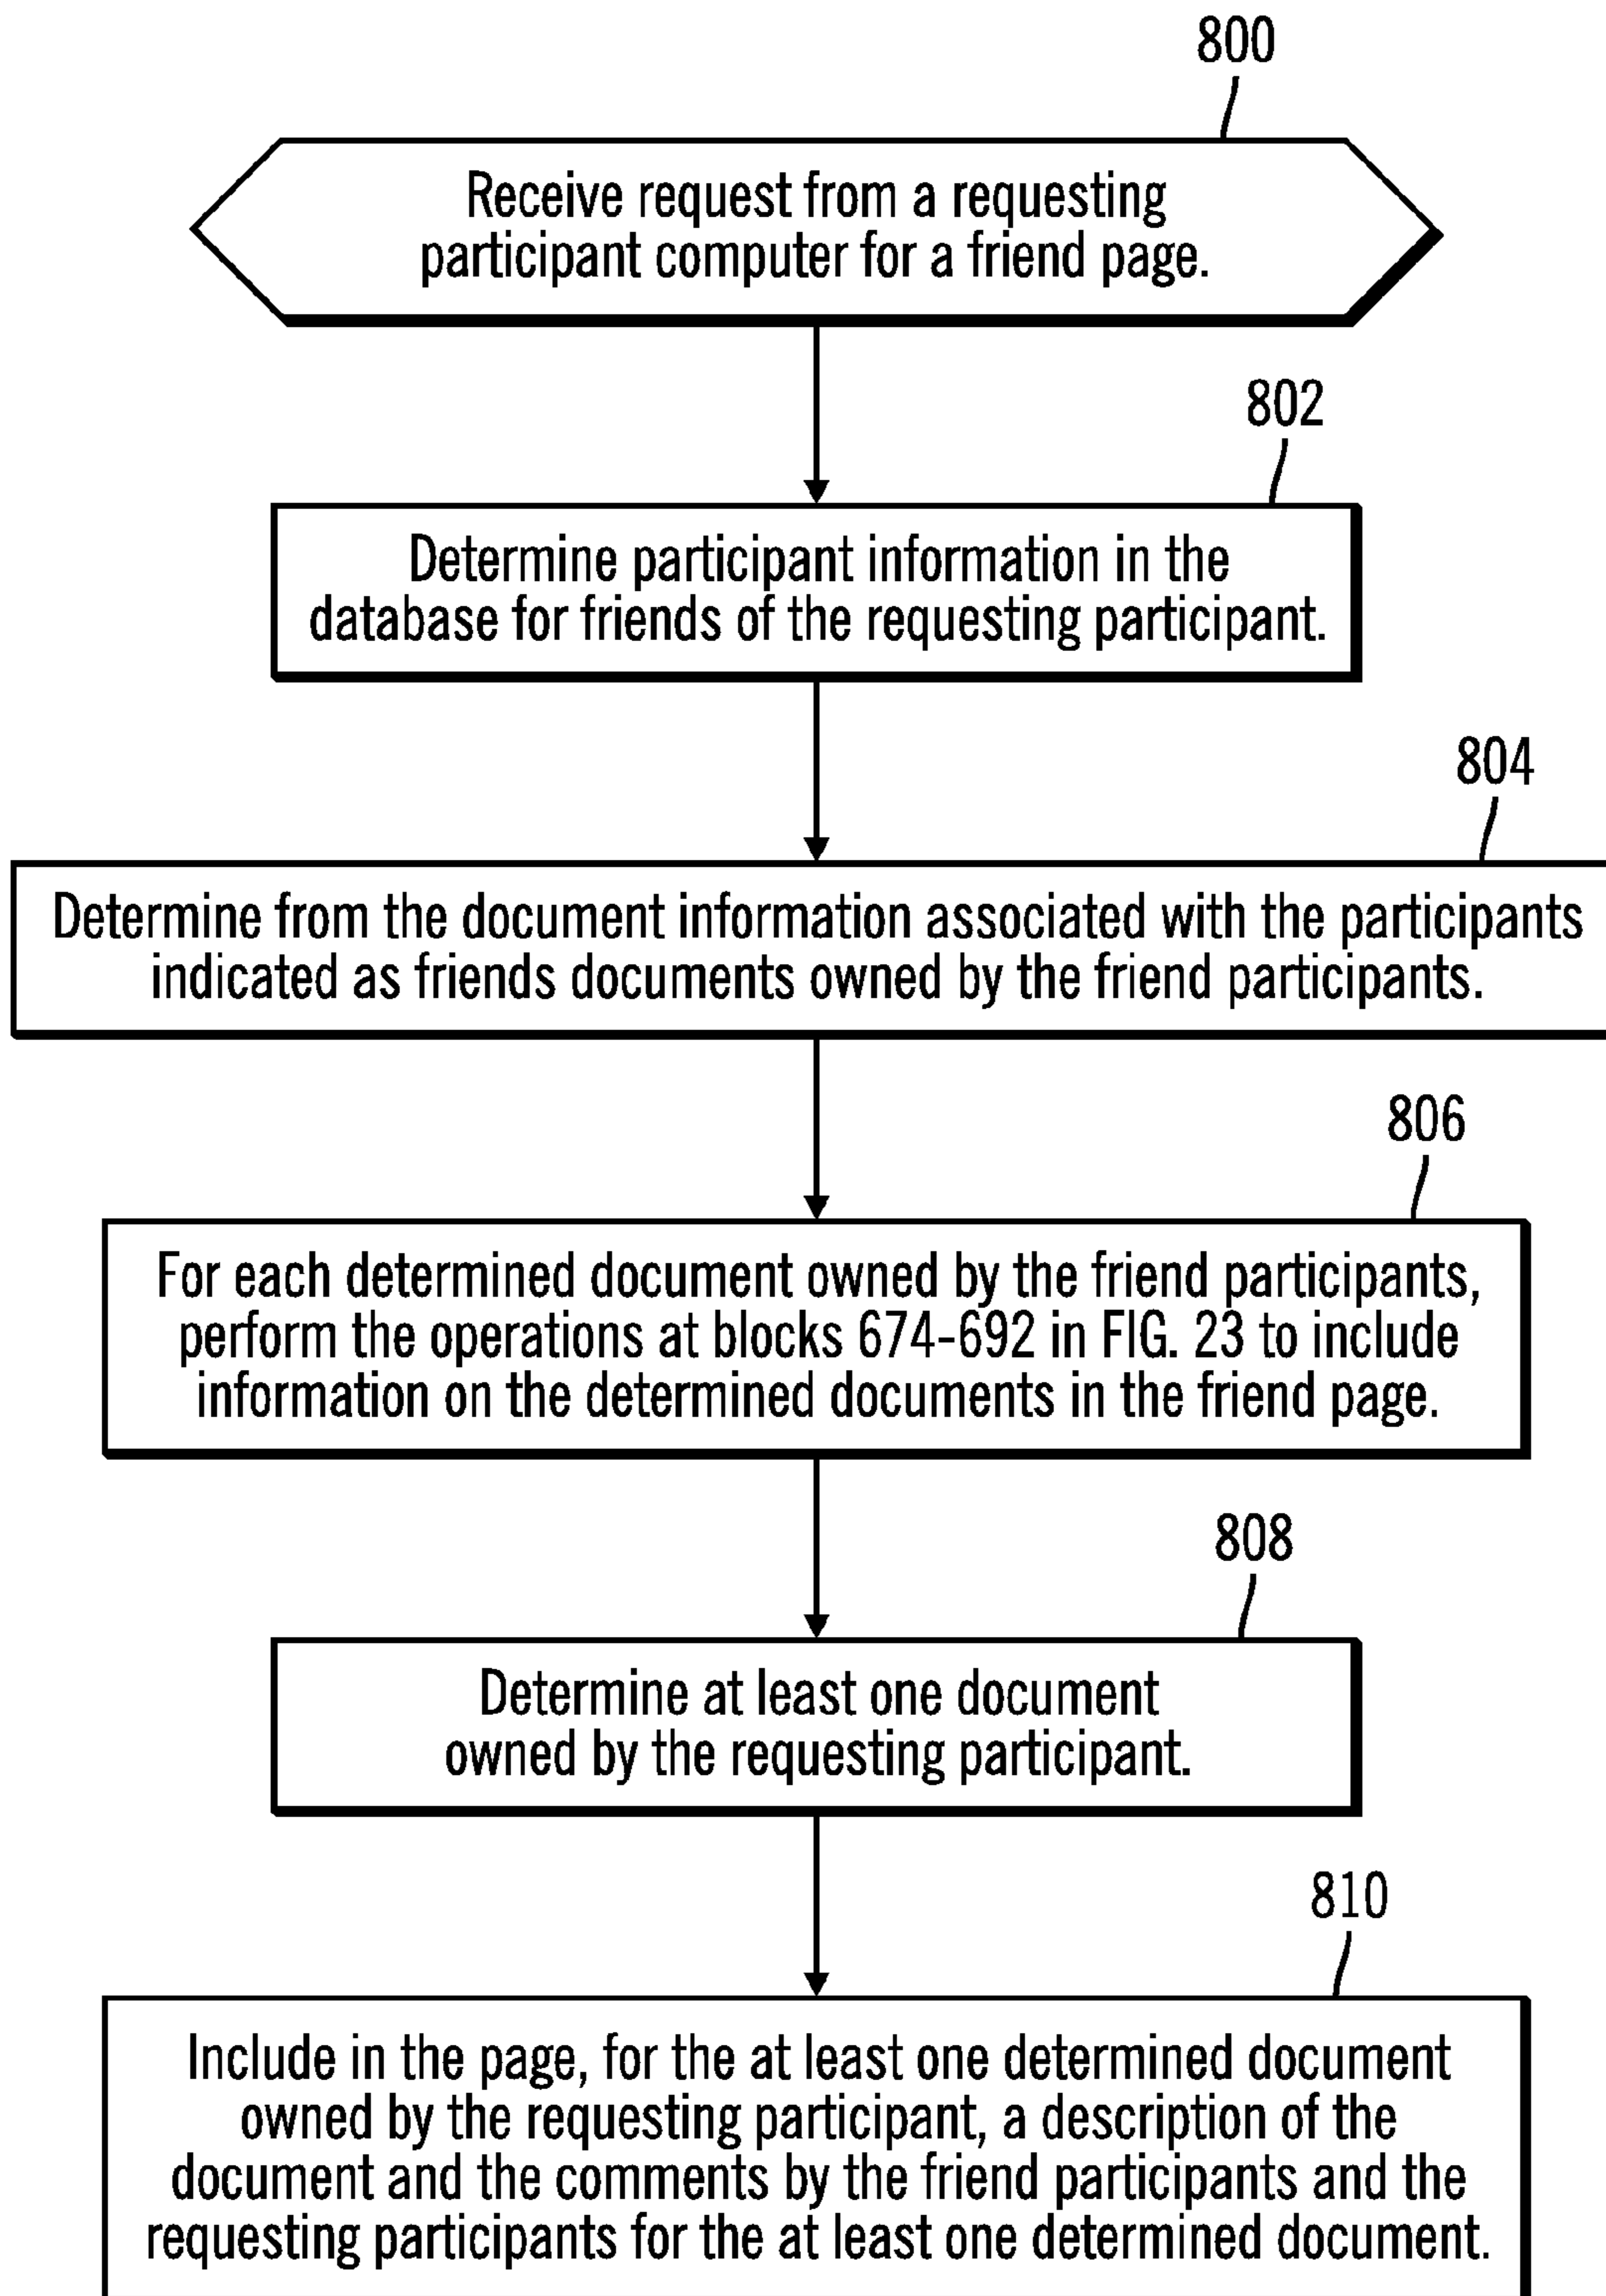 800
Receive request from a requesting
participant computer for a friend page.
802
Determine participant information in the
database for friends of the requesting participant.
804
Determine from the document information associated with the participants
indicated as friends documents owned by the friend participants.
806
For each determined document owned by the friend participants,
perform the operations at blocks 674-692 in FIG. 23 to include
information on the determined documents in the friend page.
808
Determine at least one document
owned by the requesting participant.
810
Include in the page, for the at least one determined document
owned by the requesting participant, a description of the
document and the comments by the friend participants and the
requesting participants for the at least one determined document.